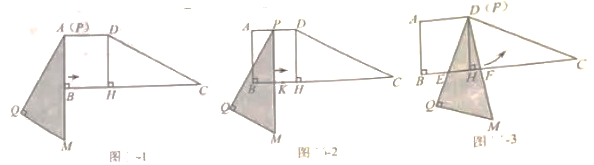 A (P) D
B H C
Q
M
图 -1
A P D
B K H C
Q
M
图 -2
A D (P)
B E H F C
Q
M
图 -3